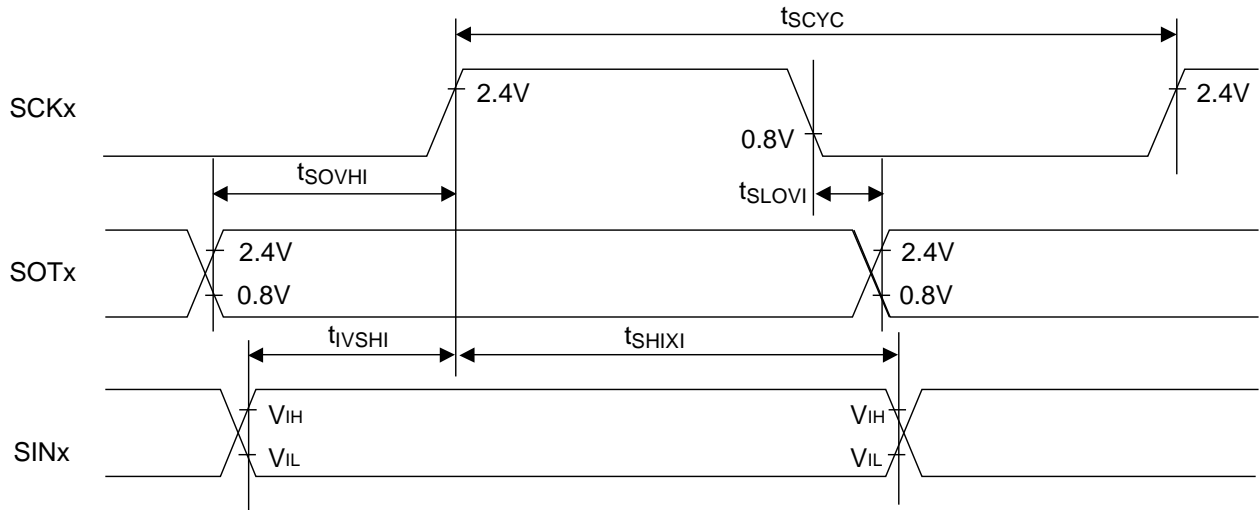 tSCYC
SCKx
2.4V
0.8V
2.4V
tSOVHI
tSLOVI
SOTx
2.4V
0.8V
2.4V
0.8V
tIVSHI
tSHIXI
SINx
VIH
VIL
VIH
VIL